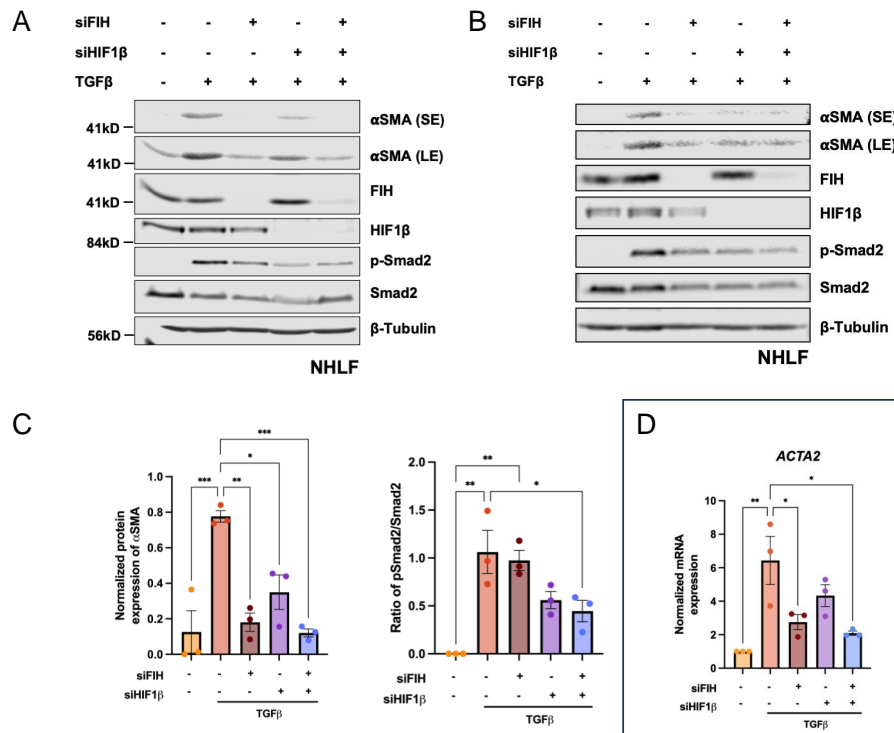 A
siFIH - - + - +
siHIF1β - - - + +
TGFβ - + + + +
αSMA (SE)
41kD
αSMA (LE)
41kD
FIH
41kD
HIF1β
84kD
p-Smad2
Smad2
β-Tubulin
56kD
NHLF
B
siFIH - - + - +
siHIF1β - - - + +
TGFβ - + + + +
αSMA (SE)
αSMA (LE)
FIH
HIF1β
p-Smad2
Smad2
β-Tubulin
NHLF
C
Normalized protein
expression of αSMA
1.0
0.8
0.6
0.4
0.2
0.0
***
*
*** **
siFIH - - + - +
siHIF1β - - - + +
TGFβ
Ratio of pSmad2/Smad2
2.0
1.5
1.0
0.5
0.0
**
** *
siFIH - - + - +
siHIF1β - - - + +
TGFβ
D
ACTA2
Normalized mRNA
expression
10
8
6
4
2
0
*
** *
siFIH - - + - +
siHIF1β - - - + +
TGFβ